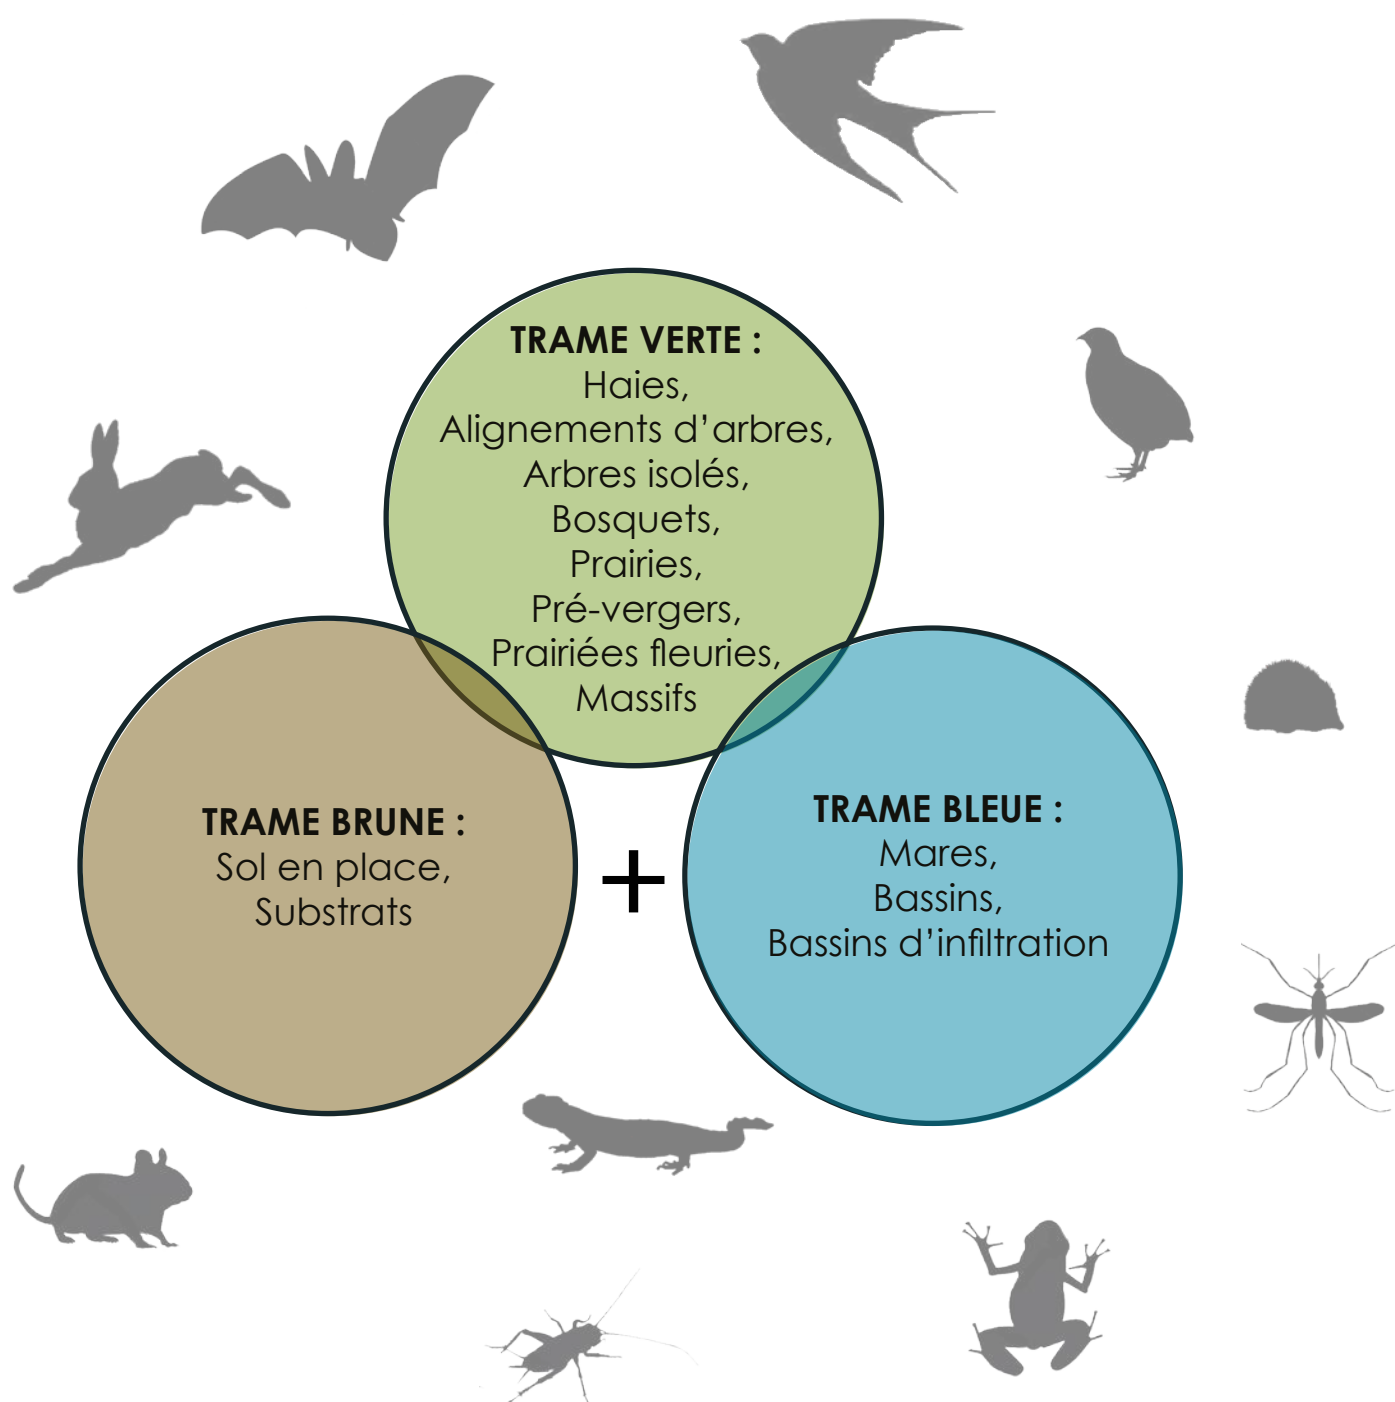 TRAME VERTE :
Haies,
Alignements d’arbres,
Arbres isolés,
Bosquets,
Prairies,
Pré-vergers,
Prairiées fleuries,
Massifs
TRAME BRUNE :
Sol en place,
Substrats
+
TRAME BLEUE :
Mares,
Bassins,
Bassins d’infiltration